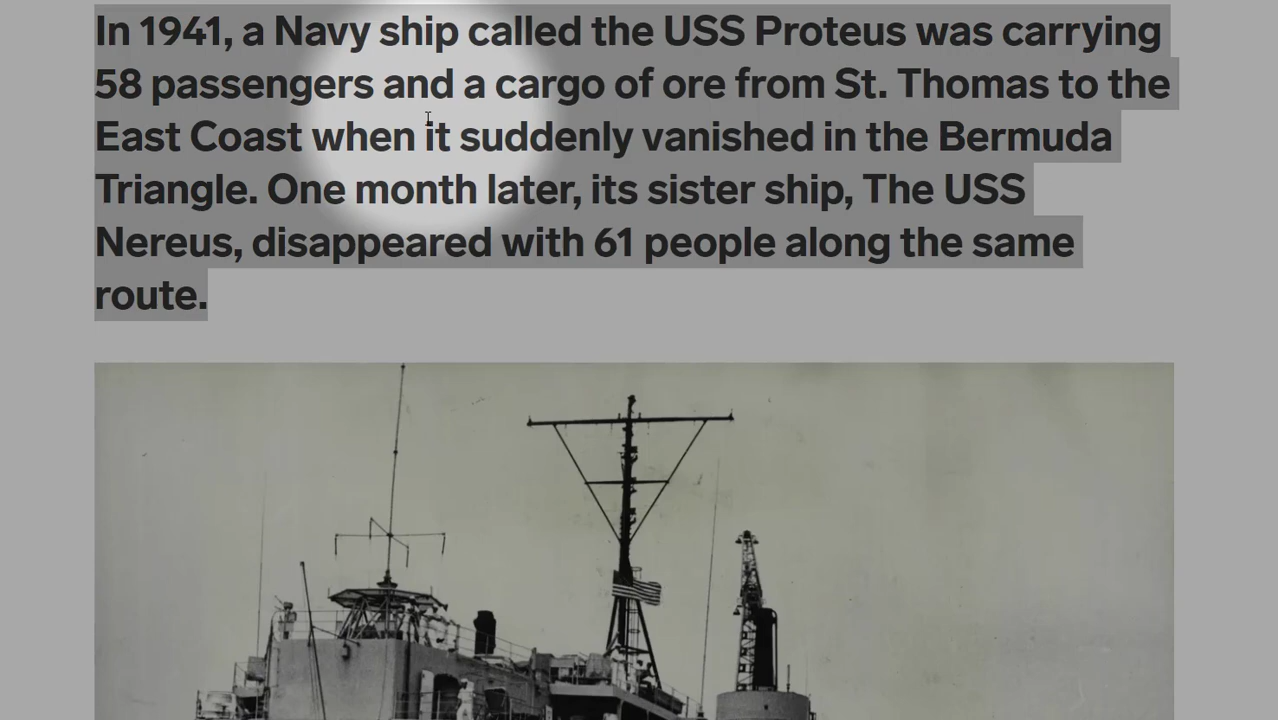 In 1941, a Navy ship called the USS Proteus was carrying
58 passengers and a cargo of ore from St. Thomas to the
East Coast when it suddenly vanished in the Bermuda
Triangle. One month later, its sister ship, The USS
Nereus, disappeared with 61 people along the same
route.